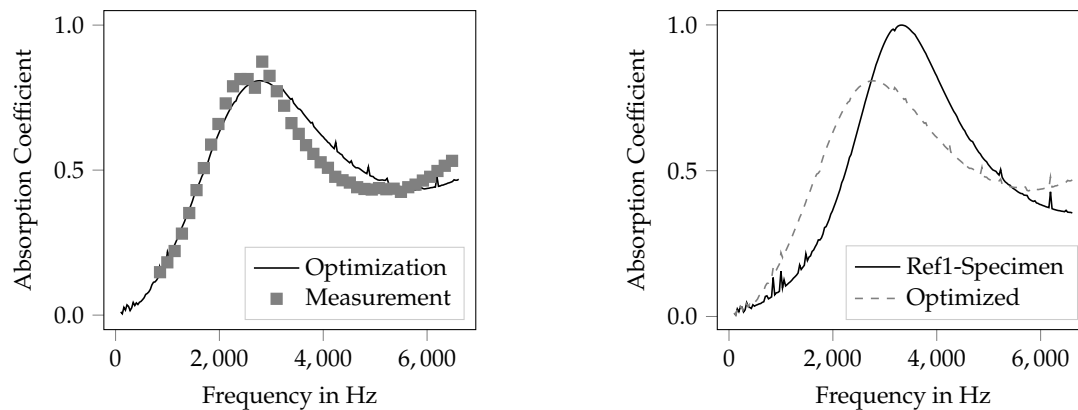 Absorption Coefficient
1.0
0.5
0.0
Optimization
Measurement
0
2,000
4,000
6,000
Frequency in Hz
Absorption Coefficient
1.0
0.5
0.0
Ref1-Specimen
Optimized
0
2,000
4,000
6,000
Frequency in Hz